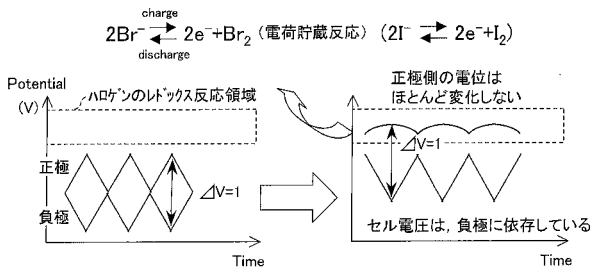 charge
2Br⁻ ⇄ 2e⁻+Br₂ (電荷貯蔵反応) (2I⁻ ⇄ 2e⁻+I₂)
discharge
Potential
(V)
ハロゲンのレドックス反応領域
正極
負極
⊿V=1
Time
正極側の電位は
ほとんど変化しない
⊿V=1
セル電圧は，負極に依存している
Time